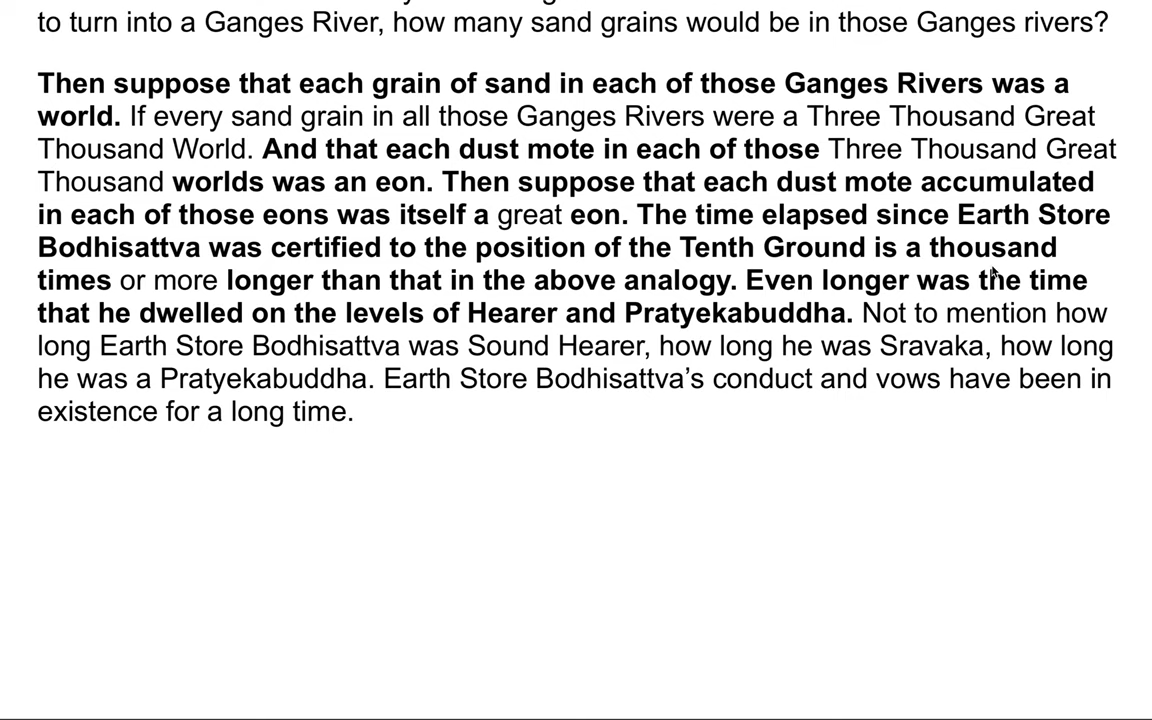 to turn into a Ganges River, how many sand grains would be in those Ganges rivers?
Then suppose that each grain of sand in each of those Ganges Rivers was a
world. If every sand grain in all those Ganges Rivers were a Three Thousand Great
Thousand World. And that each dust mote in each of those Three Thousand Great
Thousand worlds was an eon. Then suppose that each dust mote accumulated
in each of those eons was itself a great eon. The time elapsed since Earth Store
Bodhisattva was certified to the position of the Tenth Ground is a thousand
times or more longer than that in the above analogy. Even longer was the time
that he dwelled on the levels of Hearer and Pratyekabuddha. Not to mention how
long Earth Store Bodhisattva was Sound Hearer, how long he was Sravaka, how long
he was a Pratyekabuddha. Earth Store Bodhisattva’s conduct and vows have been in
existence for a long time.